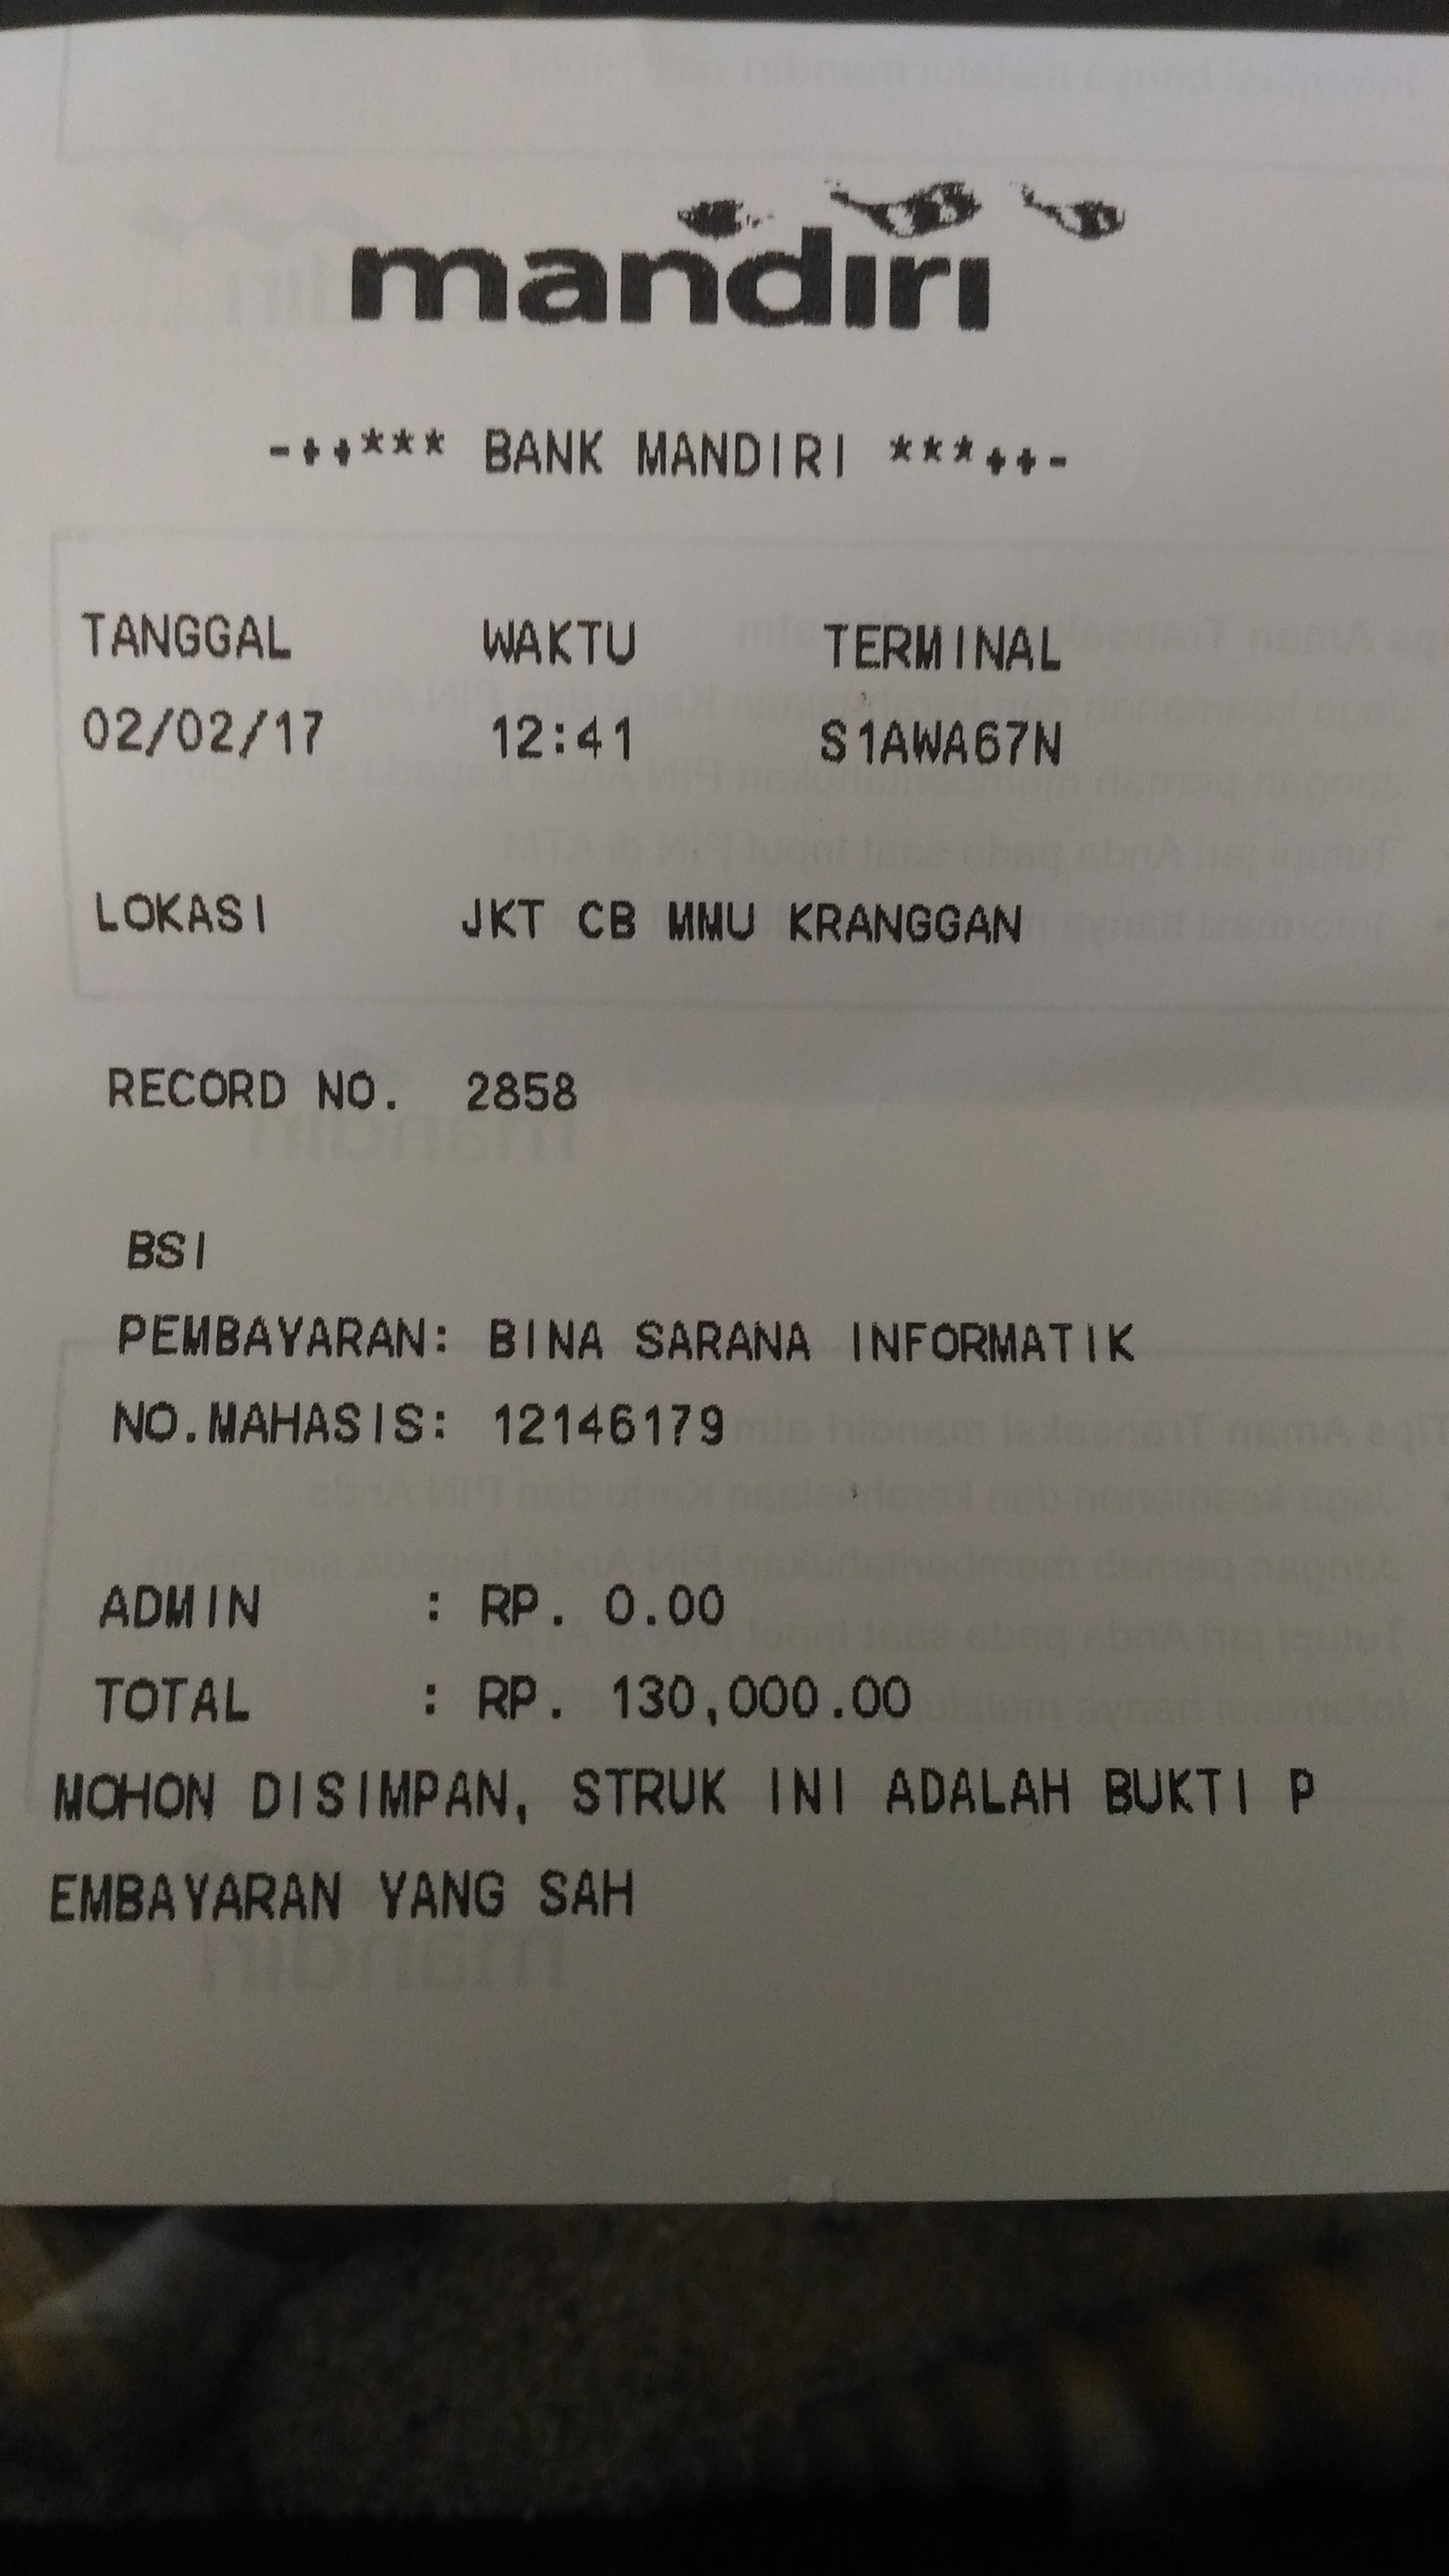 mandiri
-++*** BANK MANDIRI ***++-
TANGGAL WAKTU TERMINAL
02/02/17 12:41 S1AWA67N
LOKASI JKT CB MMU KRANGGAN
RECORD NO. 2858
BSI
PEMBAYARAN: BINA SARANA INFORMATIK
NO.MAHASIS: 12146179
ADMIN : RP. 0.00
TOTAL : RP. 130,000.00
MOHON DISIMPAN, STRUK INI ADALAH BUKTI P
EMBAYARAN YANG SAH